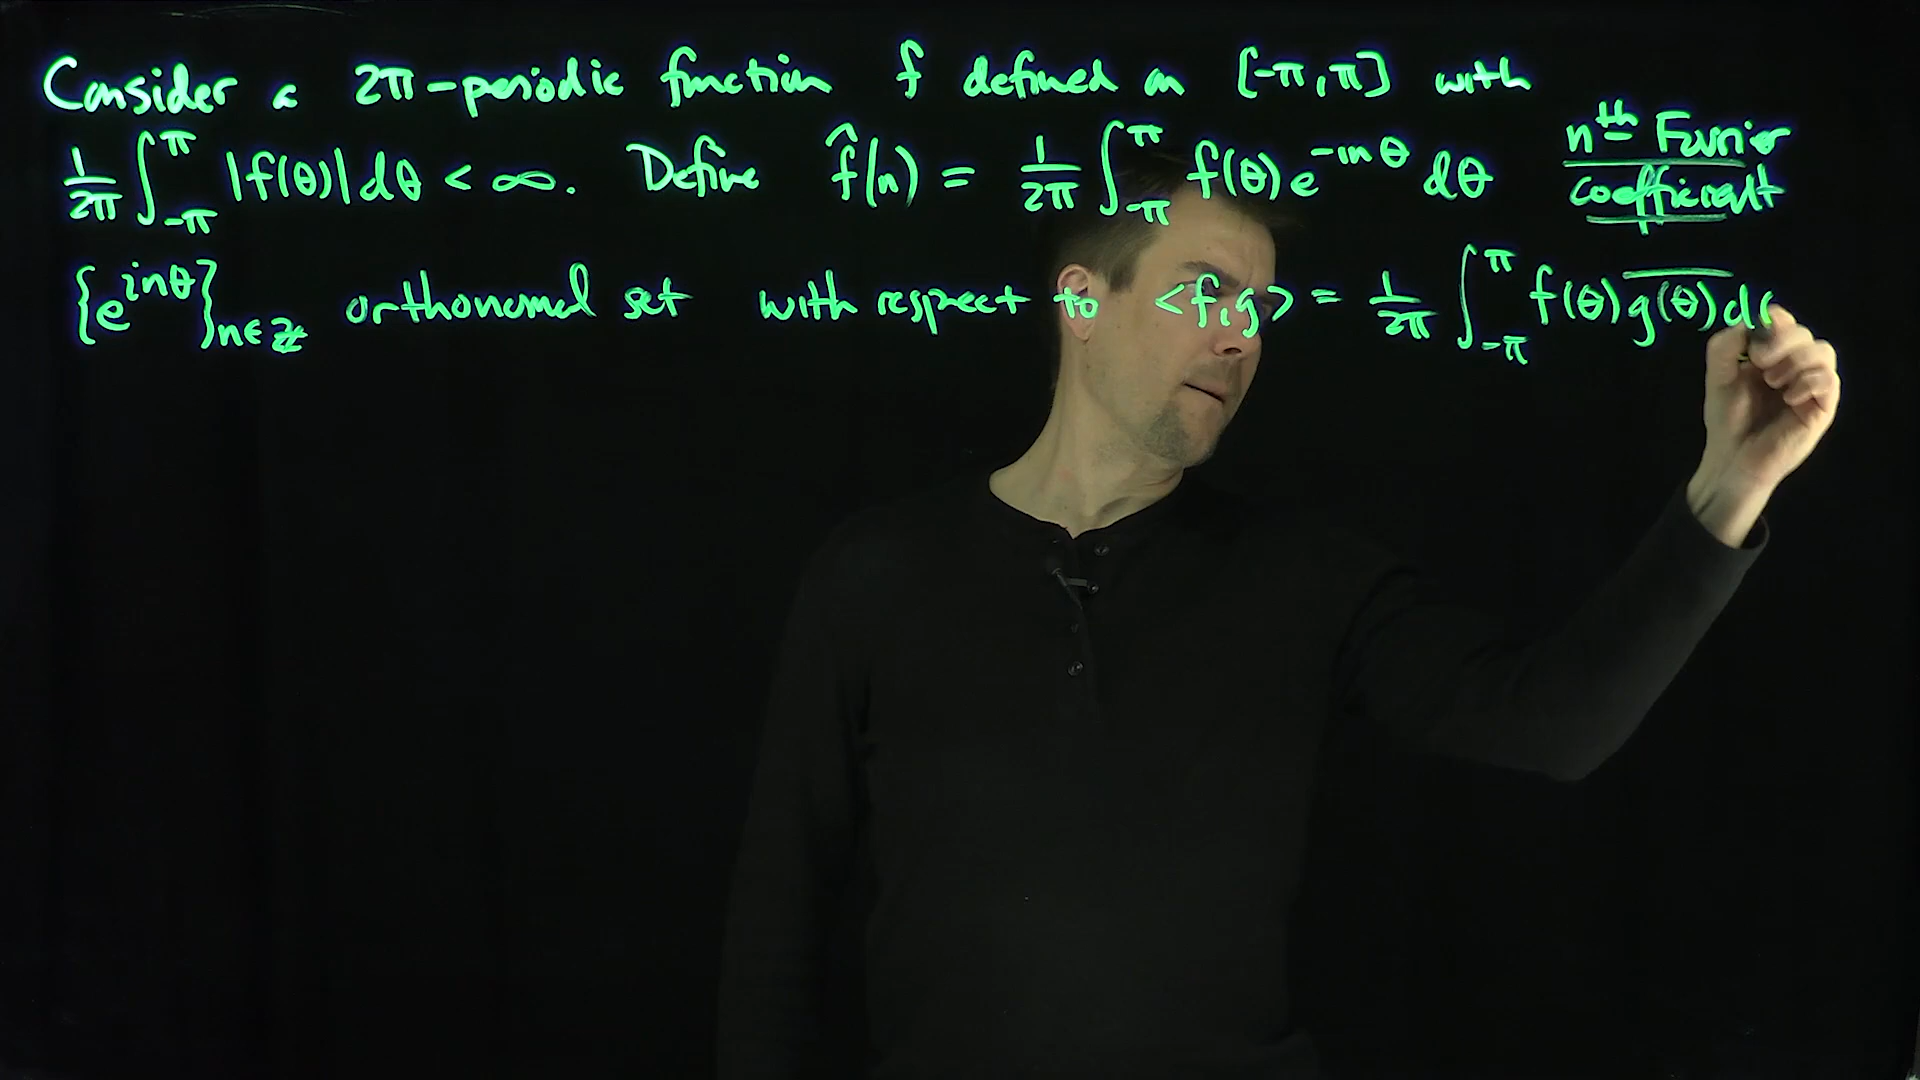 Consider a 2π-periodic function f defined on [-π,π] with
1/2π ∫_{-π}^{π} |f(θ)|dθ < ∞. Define f̂(n) = 1/2π ∫_{-π}^{π} f(θ)e^{-inθ} dθ nth Fourier
coefficient
{e^{inθ}}_{n∈ℤ} orthonormal set with respect to <f,g> = 1/2π ∫_{-π}^{π} f(θ)\overline{g(θ)}d